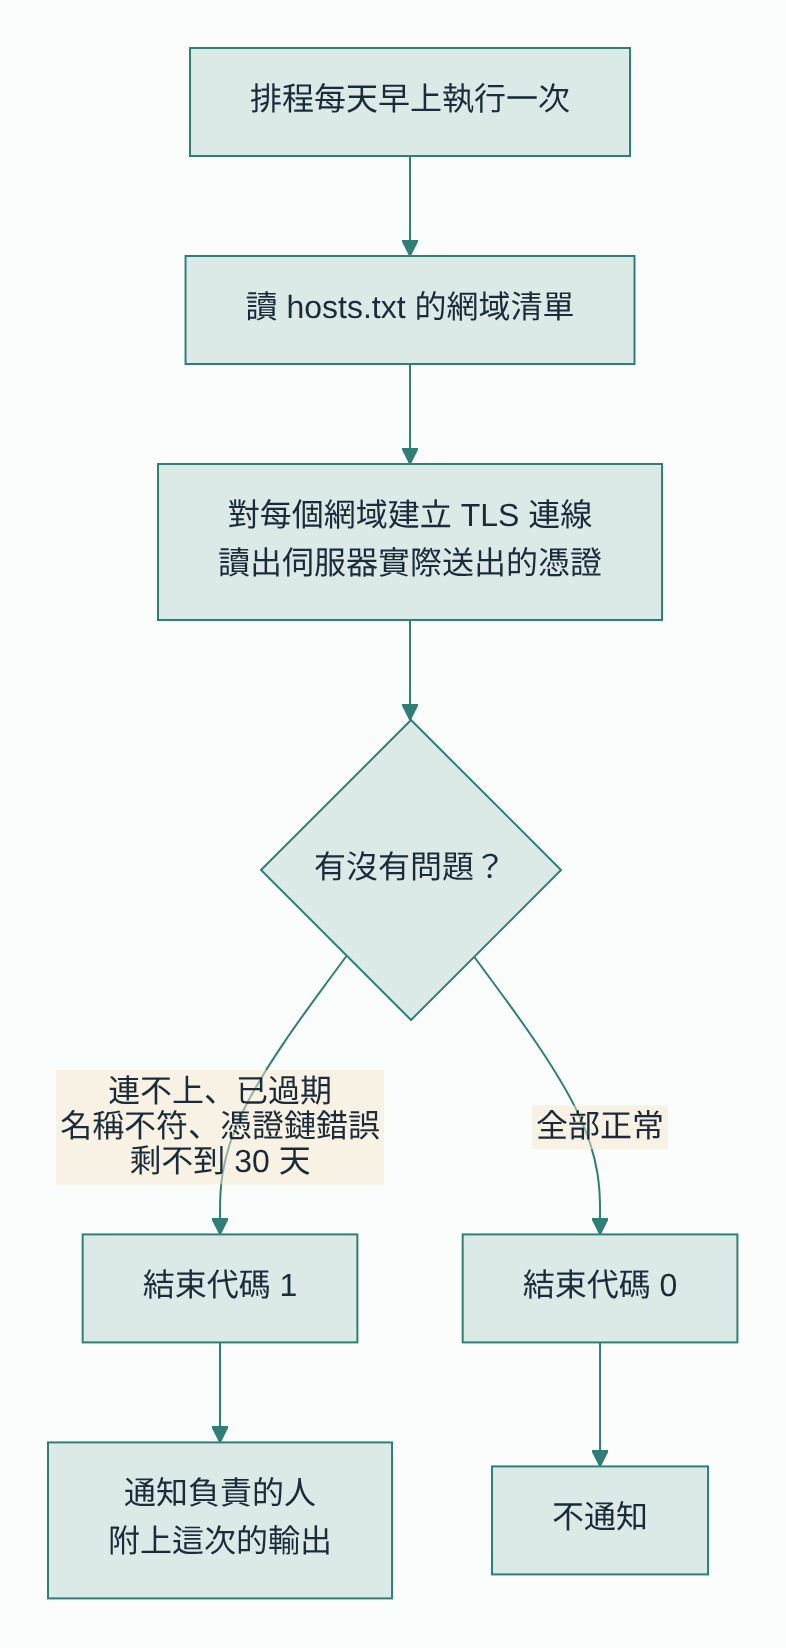 排程每天早上執行一次
讀 hosts.txt 的網域清單
對每個網域建立 TLS 連線
讀出伺服器實際送出的憑證
有沒有問題？
連不上、已過期
名稱不符、憑證鏈錯誤
剩不到 30 天
全部正常
結束代碼 1
結束代碼 0
通知負責的人
附上這次的輸出
不通知